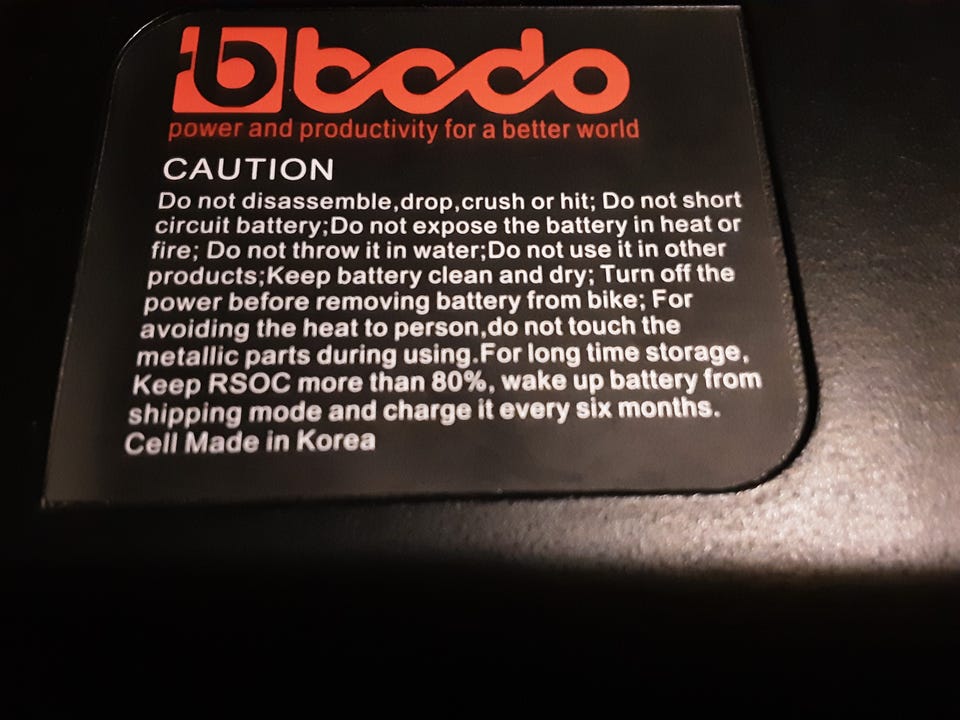 b bcdo
power and productivity for a better world
CAUTION
Do not disassemble,drop,crush or hit; Do not short
circuit battery;Do not expose the battery in heat or
fire; Do not throw it in water;Do not use it in other
products;Keep battery clean and dry; Turn off the
power before removing battery from bike; For
avoiding the heat to person,do not touch the
metallic parts during using.For long time storage,
Keep RSOC more than 80%, wake up battery from
shipping mode and charge it every six months.
Cell Made in Korea